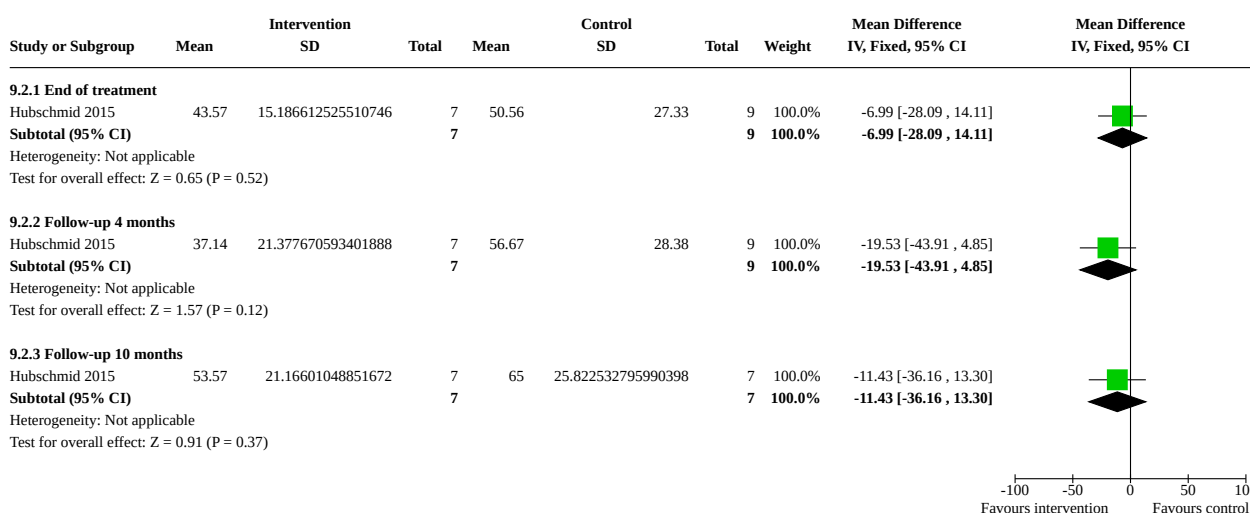 Intervention Control Mean Difference Mean Difference
Study or Subgroup Mean SD Total Mean SD Total Weight IV, Fixed, 95% CI IV, Fixed, 95% CI
9.2.1 End of treatment
Hubschmid 2015 43.57 15.186612525510746 7 50.56 27.33 9 100.0% -6.99 [-28.09 , 14.11]
Subtotal (95% CI) 7 9 100.0% -6.99 [-28.09 , 14.11]
Heterogeneity: Not applicable
Test for overall effect: Z = 0.65 (P = 0.52)
9.2.2 Follow-up 4 months
Hubschmid 2015 37.14 21.377670593401888 7 56.67 28.38 9 100.0% -19.53 [-43.91 , 4.85]
Subtotal (95% CI) 7 9 100.0% -19.53 [-43.91 , 4.85]
Heterogeneity: Not applicable
Test for overall effect: Z = 1.57 (P = 0.12)
9.2.3 Follow-up 10 months
Hubschmid 2015 53.57 21.16601048851672 7 65 25.822532795990398 7 100.0% -11.43 [-36.16 , 13.30]
Subtotal (95% CI) 7 7 100.0% -11.43 [-36.16 , 13.30]
Heterogeneity: Not applicable
Test for overall effect: Z = 0.91 (P = 0.37)
-100 -50 0 50 10
Favours intervention Favours control